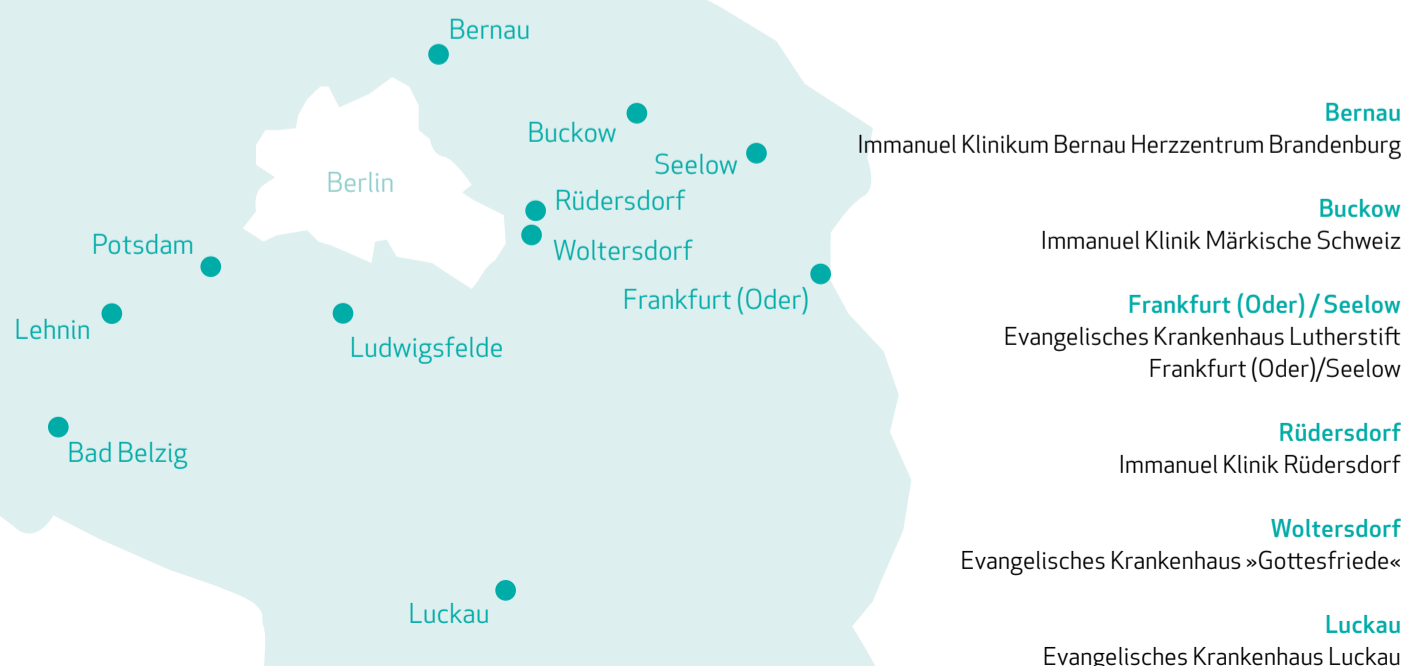 Bernau
Buckow
Seelow
Berlin
Rüdersdorf
Potsdam
Woltersdorf
Frankfurt (Oder)
Lehnin
Ludwigsfelde
Bad Belzig
Luckau
Bernau
Immanuel Klinikum Bernau Herzzentrum Brandenburg
Buckow
Immanuel Klinik Märkische Schweiz
Frankfurt (Oder) / Seelow
Evangelisches Krankenhaus Lutherstift
Frankfurt (Oder)/Seelow
Rüdersdorf
Immanuel Klinik Rüdersdorf
Woltersdorf
Evangelisches Krankenhaus »Gottesfriede«
Luckau
Evangelisches Krankenhaus Luckau